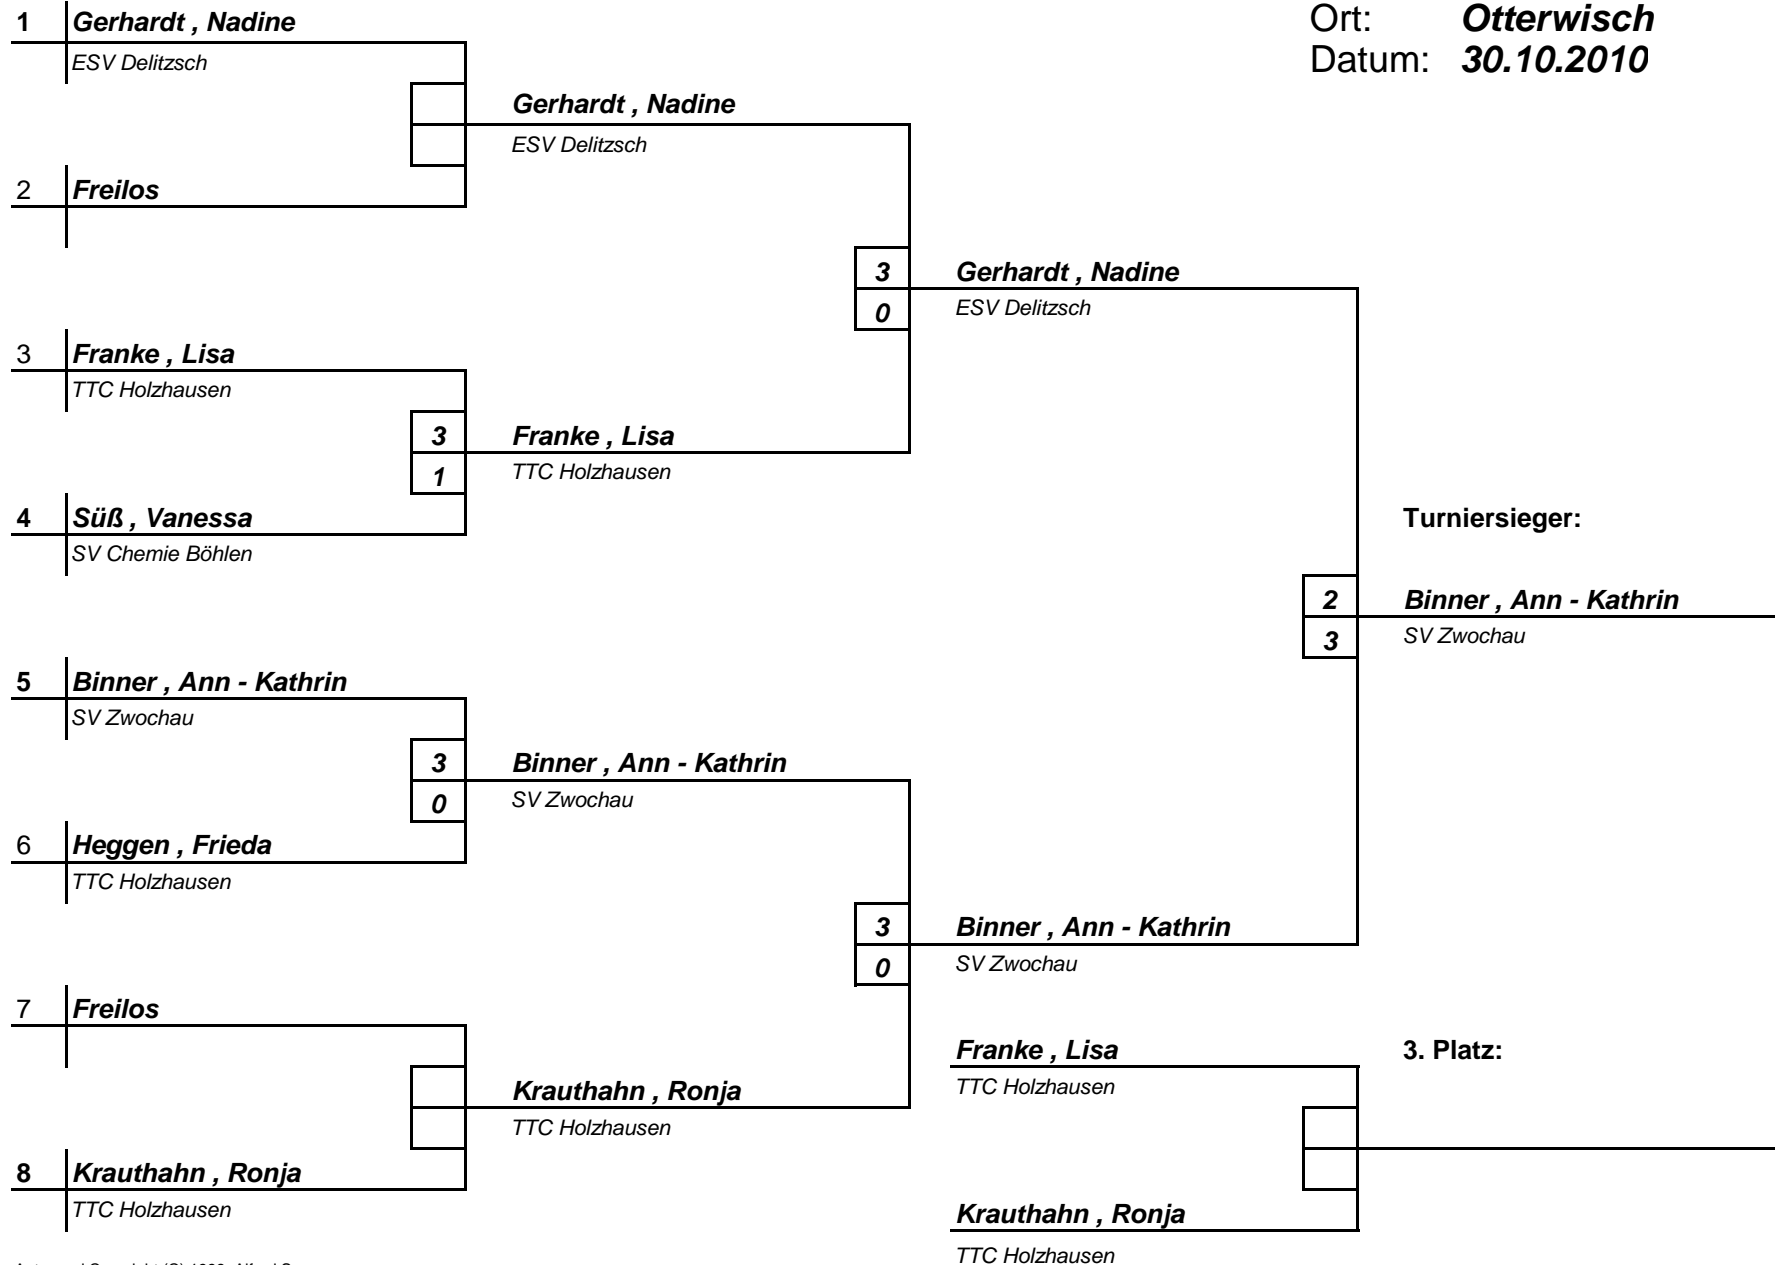 Ort: Otterwisch
Datum: 30.10.2010
1 Gerhardt , Nadine
ESV Delitzsch
Gerhardt , Nadine
ESV Delitzsch
2 Freilos
3 Gerhardt , Nadine
0 ESV Delitzsch
3 Franke , Lisa
TTC Holzhausen
3 Franke , Lisa
1 TTC Holzhausen
4 Süß , Vanessa
SV Chemie Böhlen
Turniersieger:
2 Binner , Ann - Kathrin
3 SV Zwochau
5 Binner , Ann - Kathrin
SV Zwochau
3 Binner , Ann - Kathrin
0 SV Zwochau
6 Heggen , Frieda
TTC Holzhausen
3 Binner , Ann - Kathrin
0 SV Zwochau
7 Freilos
Franke , Lisa
TTC Holzhausen
3. Platz:
Krauthahn , Ronja
TTC Holzhausen
8 Krauthahn , Ronja
TTC Holzhausen
Krauthahn , Ronja
TTC Holzhausen